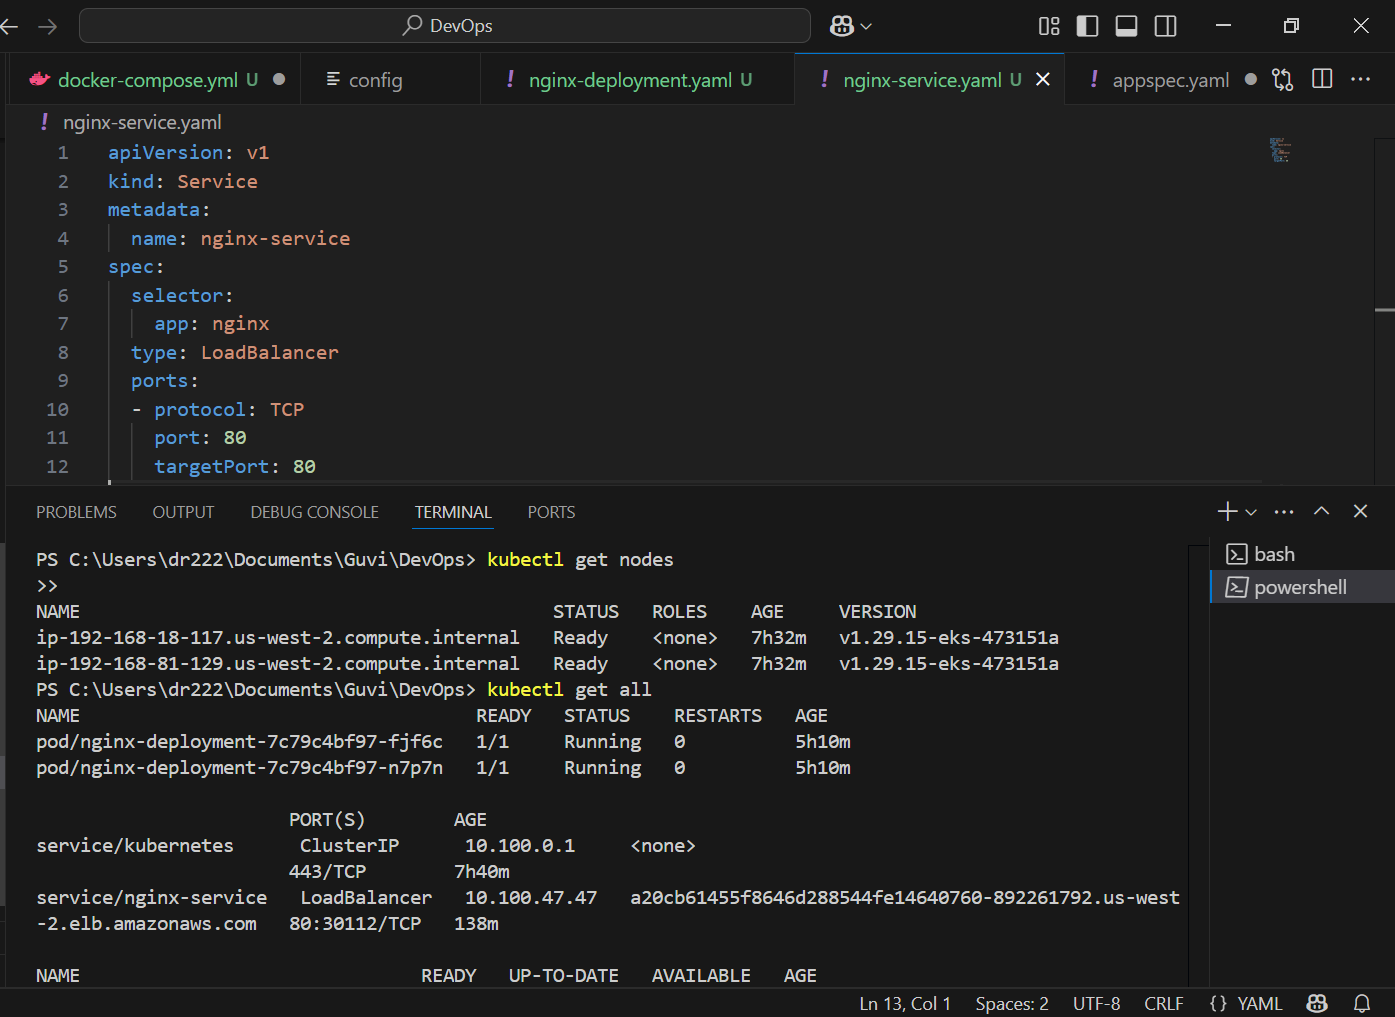 DevOps
docker-compose.yml U
config
! nginx-deployment.yaml U
! nginx-service.yaml U
! appspec.yaml
! nginx-service.yaml
1 apiVersion: v1
2 kind: Service
3 metadata:
4 name: nginx-service
5 spec:
6 selector:
7 app: nginx
8 type: LoadBalancer
9 ports:
10 - protocol: TCP
11 port: 80
12 targetPort: 80
PROBLEMS OUTPUT DEBUG CONSOLE TERMINAL PORTS
bash
powershell
PS C:\Users\dr222\Documents\Guvi\DevOps> kubectl get nodes
>>
NAME STATUS ROLES AGE VERSION
ip-192-168-18-117.us-west-2.compute.internal Ready <none> 7h32m v1.29.15-eks-473151a
ip-192-168-81-129.us-west-2.compute.internal Ready <none> 7h32m v1.29.15-eks-473151a
PS C:\Users\dr222\Documents\Guvi\DevOps> kubectl get all
NAME READY STATUS RESTARTS AGE
pod/nginx-deployment-7c79c4bf97-fjf6c 1/1 Running 0 5h10m
pod/nginx-deployment-7c79c4bf97-n7p7n 1/1 Running 0 5h10m
PORT(S) AGE
service/kubernetes ClusterIP 10.100.0.1 <none>
443/TCP 7h40m
service/nginx-service LoadBalancer 10.100.47.47 a20cb61455f8646d288544fe14640760-892261792.us-west
-2.elb.amazonaws.com 80:30112/TCP 138m
NAME READY UP-TO-DATE AVAILABLE AGE
Ln 13, Col 1 Spaces: 2 UTF-8 CRLF {} YAML